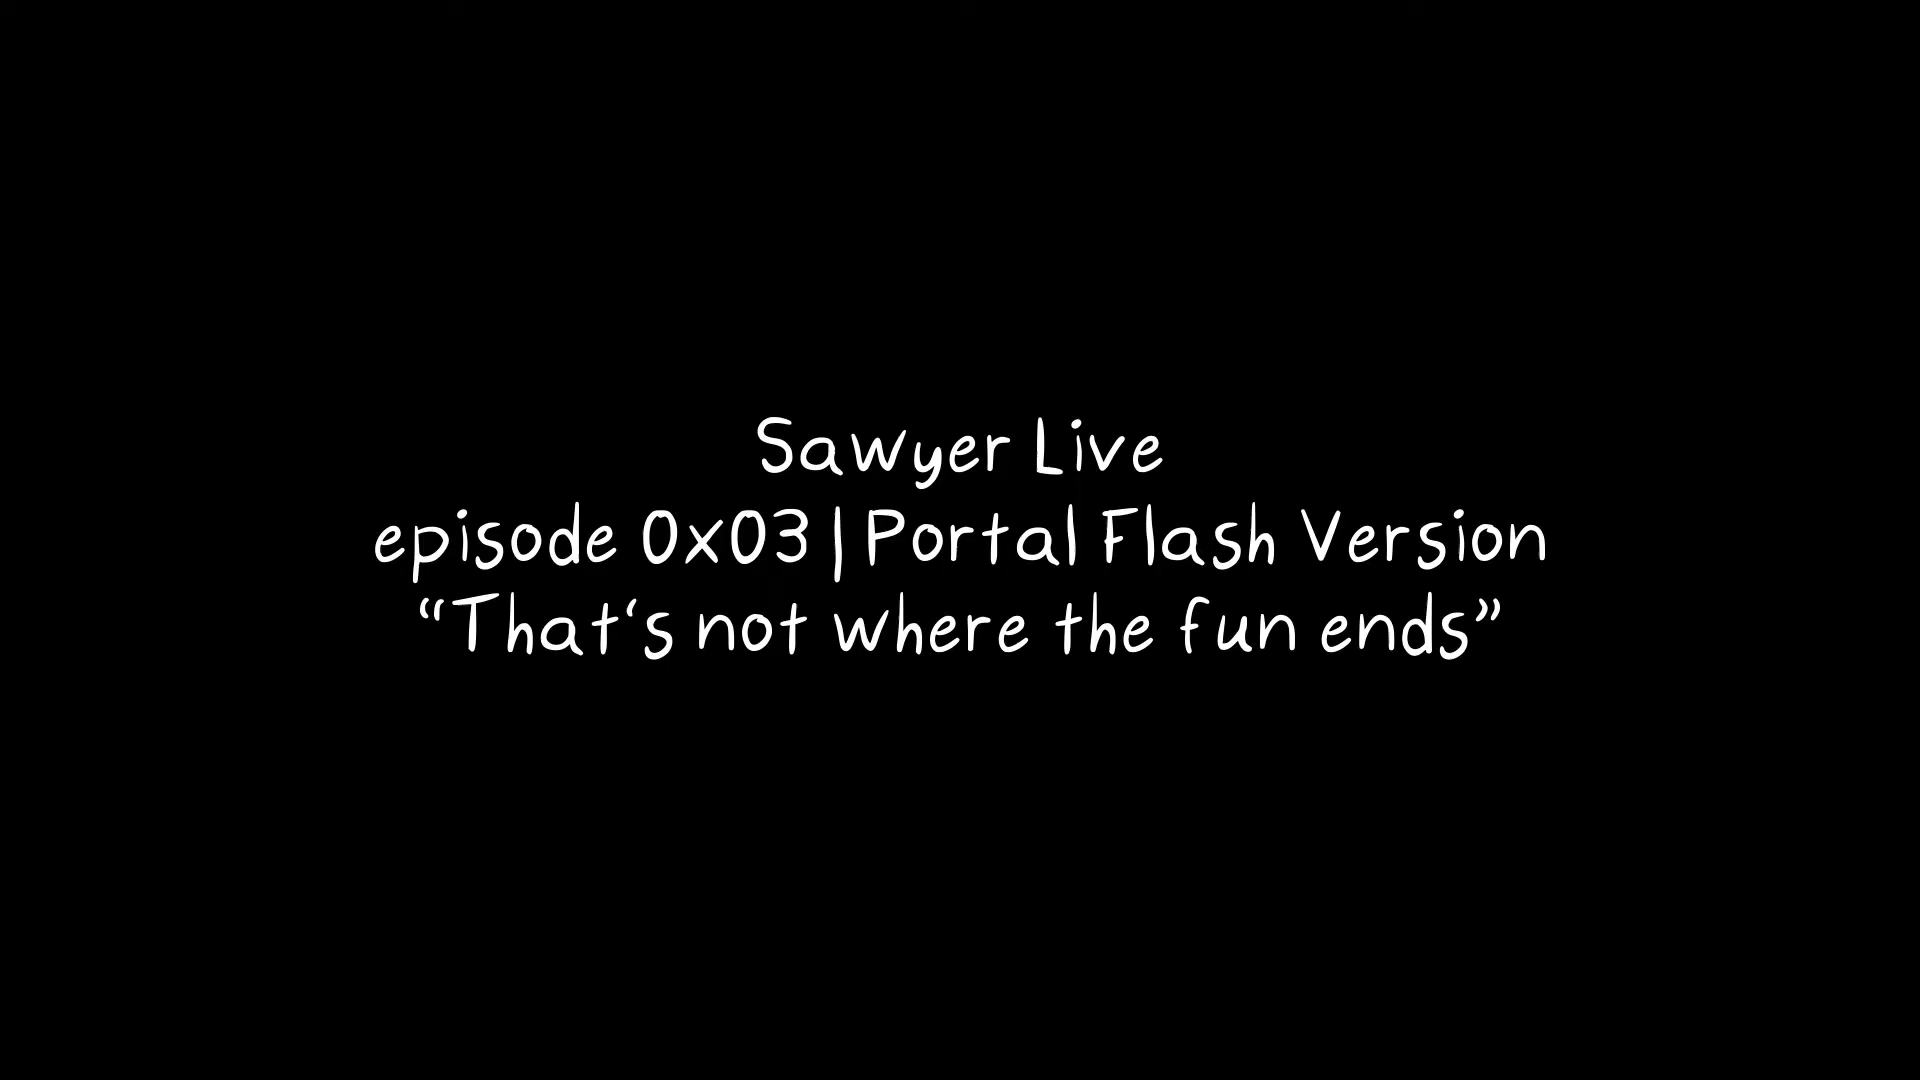 Sawyer Live
episode 0x03 | Portal Flash Version
“That‘s not where the fun ends”